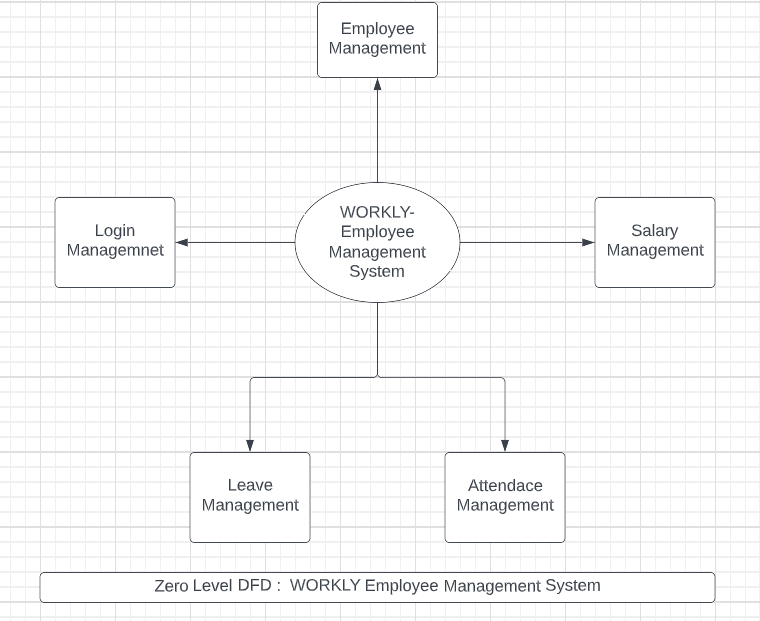 Employee
Management
Login
Managemnet
WORKLY-
Employee
Management
System
Salary
Management
Leave
Management
Attendace
Management
Zero Level DFD : WORKLY Employee Management System